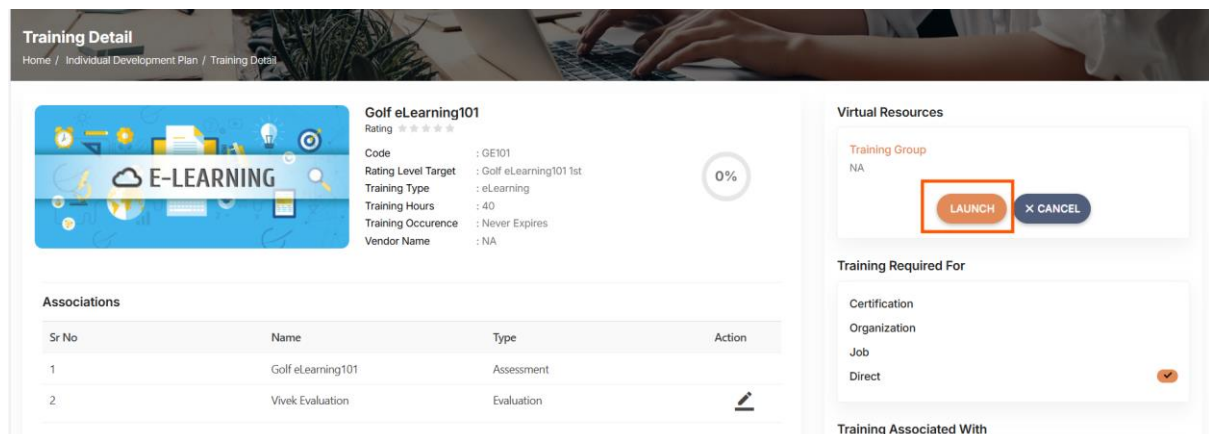 Training Detail
Home / Individual Development Plan / Training Detail
E-LEARNING
Golf eLearning101
Rating
Code : GE101
Rating Level Target : Golf eLearning101 1st
Training Type : eLearning
Training Hours : 40
Training Occurence : Never Expires
Vendor Name : NA
0%
Associations
Sr No Name Type Action
1 Golf eLearning101 Assessment
2 Vivek Evaluation Evaluation
Virtual Resources
Training Group
NA
LAUNCH X CANCEL
Training Required For
Certification
Organization
Job
Direct
Training Associated With